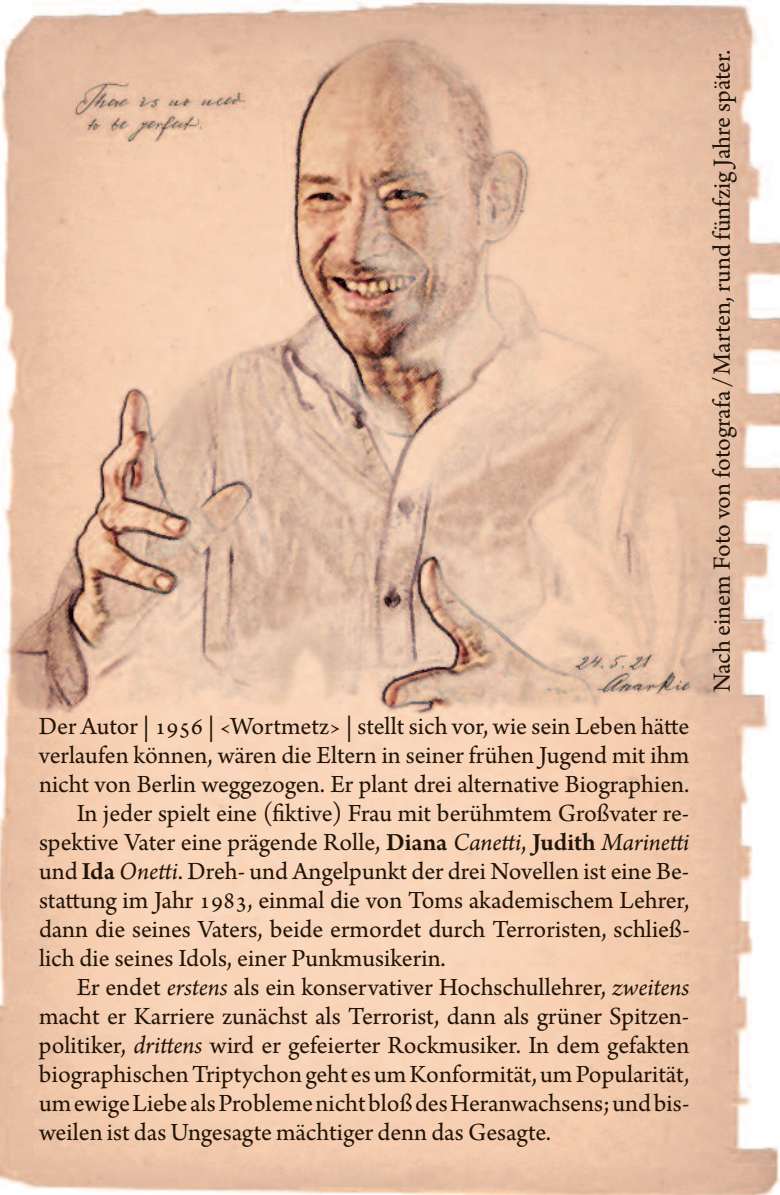 There is no need
to be perfect.
Nach einem Foto von fotografa / Marten, rund fünfzig Jahre später.
24.5.21
AnarKie
Der Autor | 1956 | <Wortmetz> | stellt sich vor, wie sein Leben hätte
verlaufen können, wären die Eltern in seiner frühen Jugend mit ihm
nicht von Berlin weggezogen. Er plant drei alternative Biographien.
In jeder spielt eine (fiktive) Frau mit berühmtem Großvater re-
spektive Vater eine prägende Rolle, Diana Canetti, Judith Marinetti
und Ida Onetti. Dreh- und Angelpunkt der drei Novellen ist eine Be-
stattung im Jahr 1983, einmal die von Toms akademischem Lehrer,
dann die seines Vaters, beide ermordet durch Terroristen, schließ-
lich die seines Idols, einer Punkmusikerin.
Er endet erstens als ein konservativer Hochschullehrer, zweitens
macht er Karriere zunächst als Terrorist, dann als grüner Spitzen-
politiker, drittens wird er gefeierter Rockmusiker. In dem gefakten
biographischen Triptychon geht es um Konformität, um Popularität,
um ewige Liebe als Probleme nicht bloß des Heranwachsens; und bis-
weilen ist das Ungesagte mächtiger denn das Gesagte.